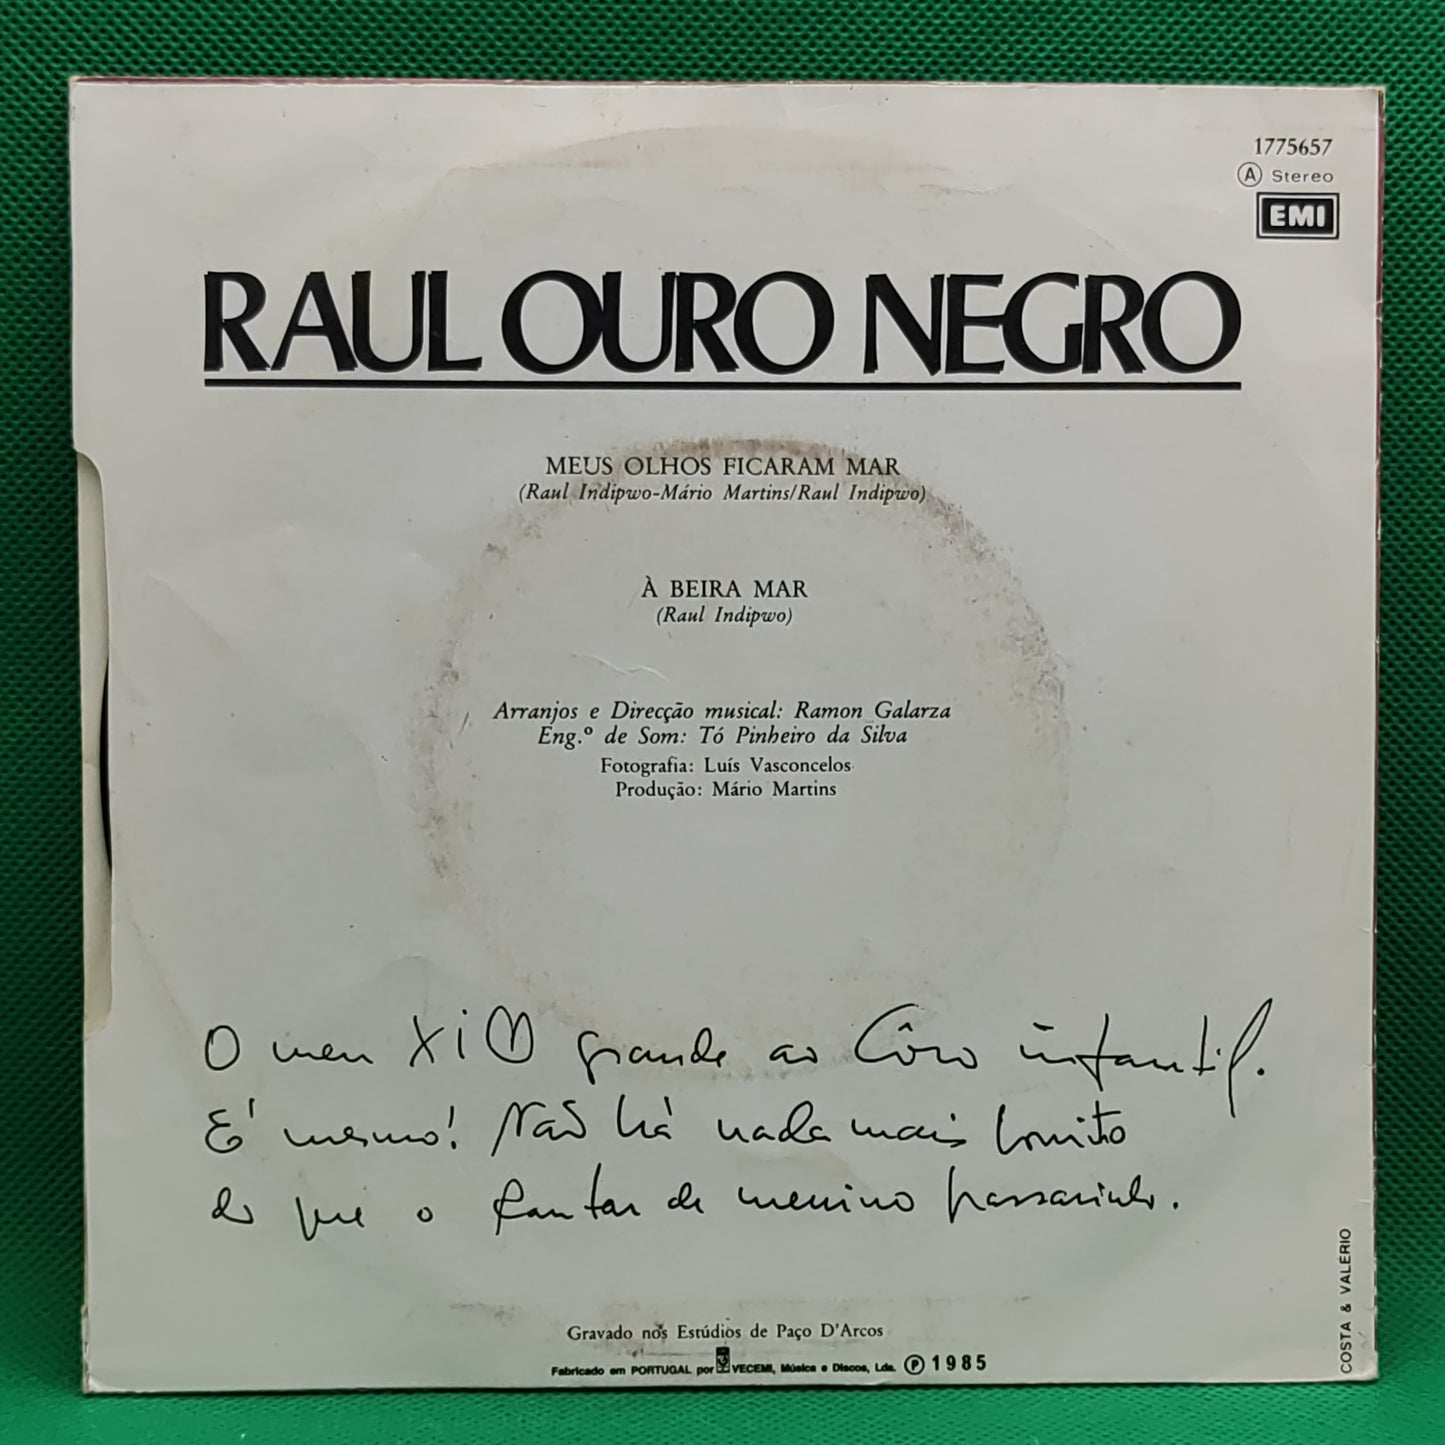 1775657
Ⓐ Stereo
EMI
RAUL OURO NEGRO
MEUS OLHOS FICARAM MAR
(Raul Indipwo-Mário Martins/Raul Indipwo)
À BEIRA MAR
(Raul Indipwo)
Arranjos e Direcção musical: Ramon Galarza
Eng.º de Som: Tó Pinheiro da Silva
Fotografia: Luís Vasconcelos
Produção: Mário Martins
O meu Xi ♡ grande ao Côro infantil.
É mesmo! Não há nada mais bonito
do que o cantar de menino passarinho.
Gravado nos Estúdios de Paço D'Arcos
Fabricado em PORTUGAL por VECEMI, Música e Discos, Lda. Ⓟ 1985
COSTA & VALÉRIO